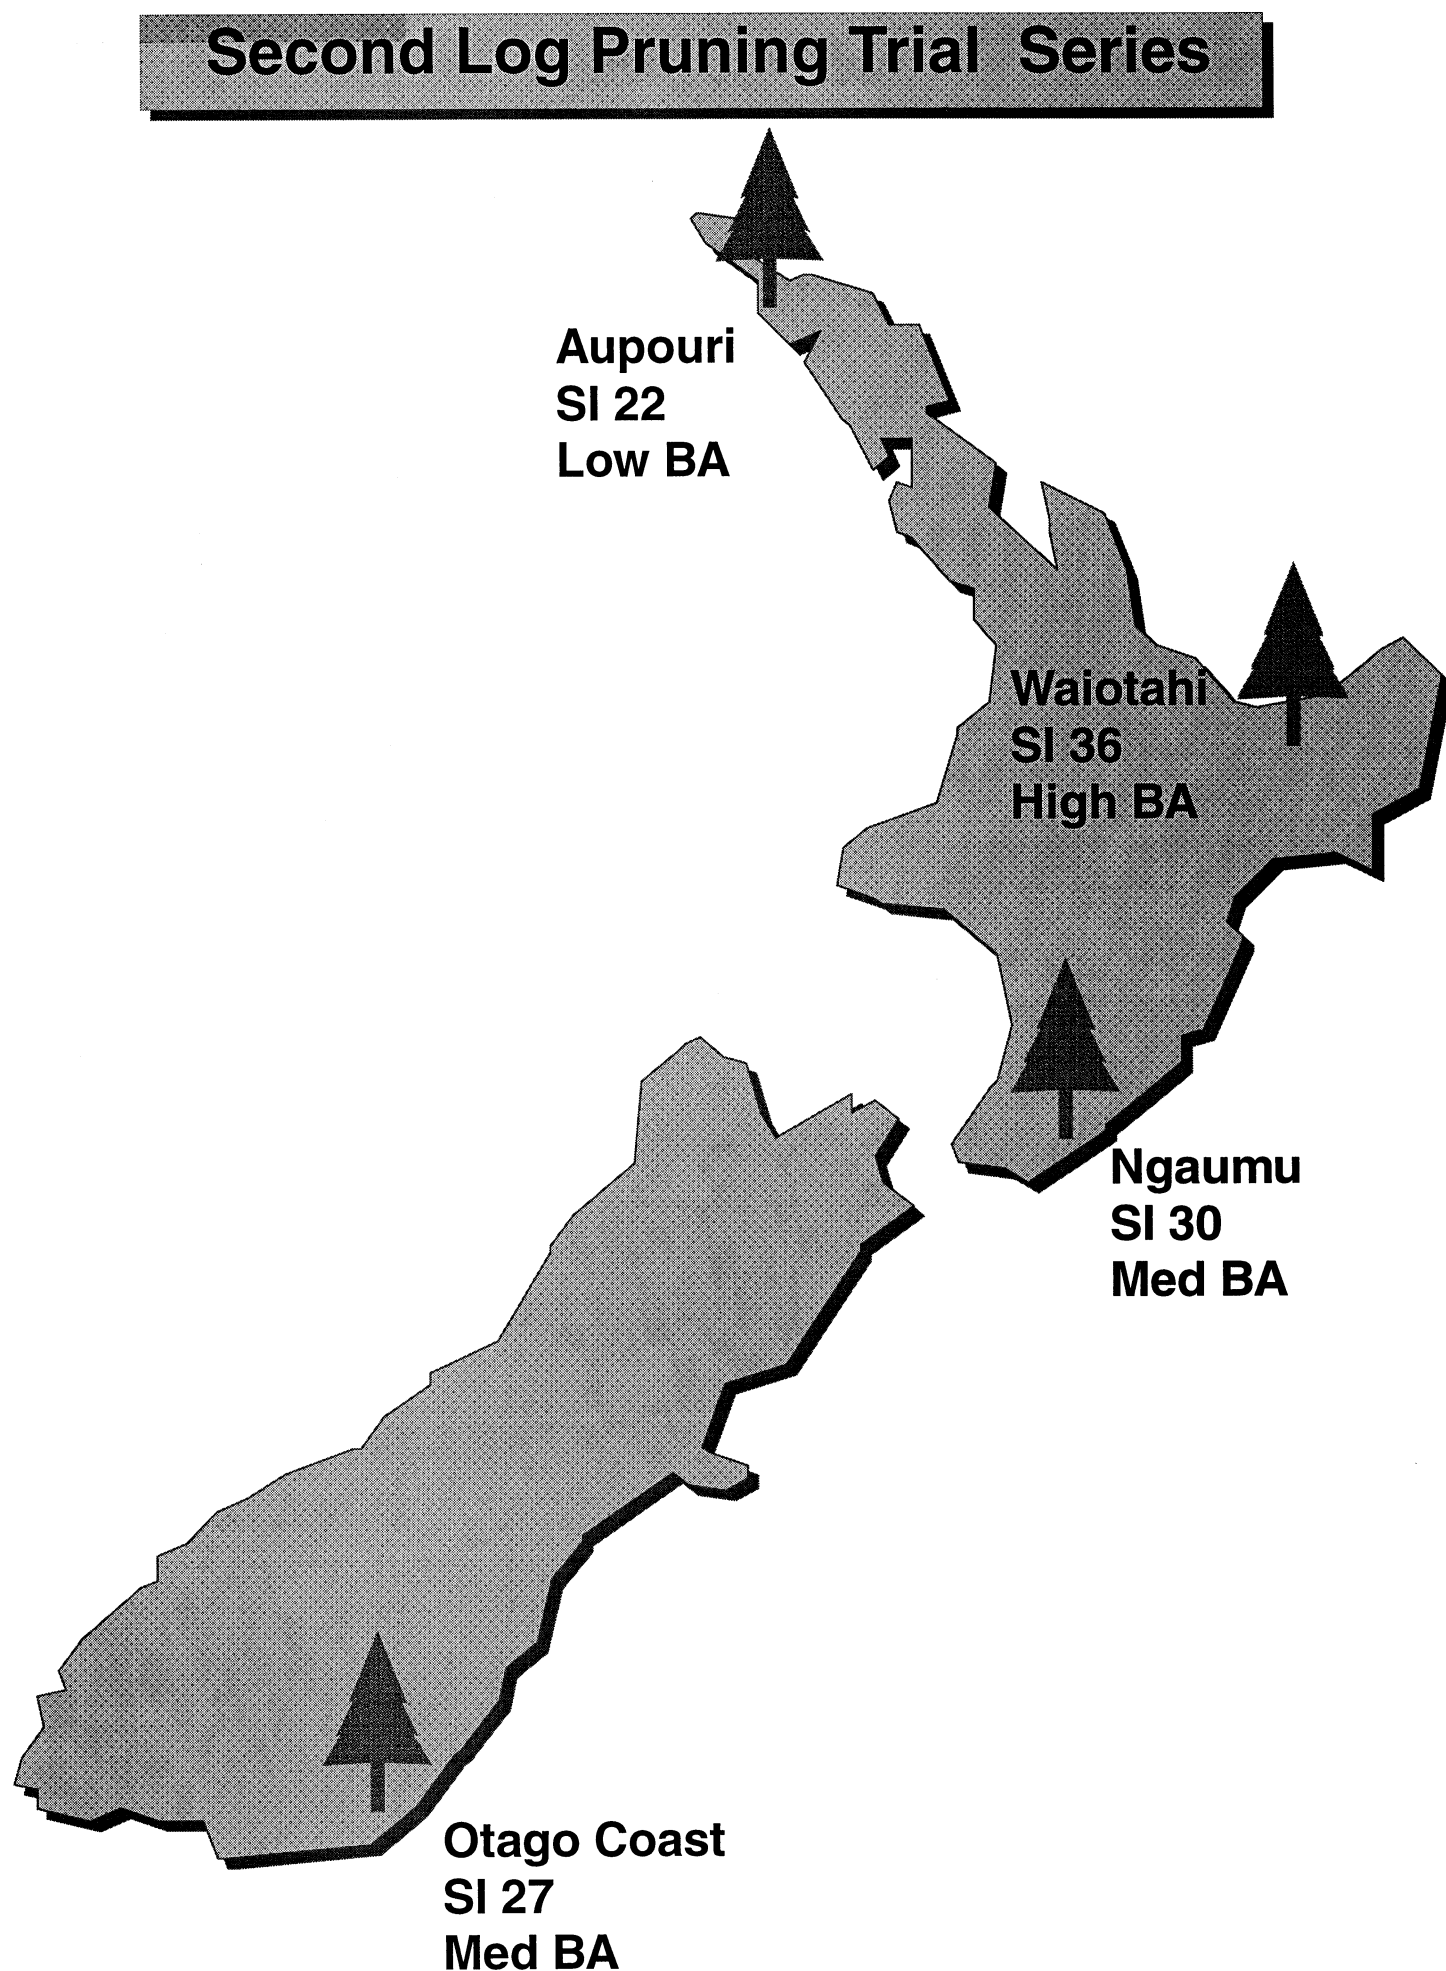 Second Log Pruning Trial Series
Aupouri
SI 22
Low BA
Waiotahi
SI 36
High BA
Ngaumu
SI 30
Med BA
Otago Coast
SI 27
Med BA